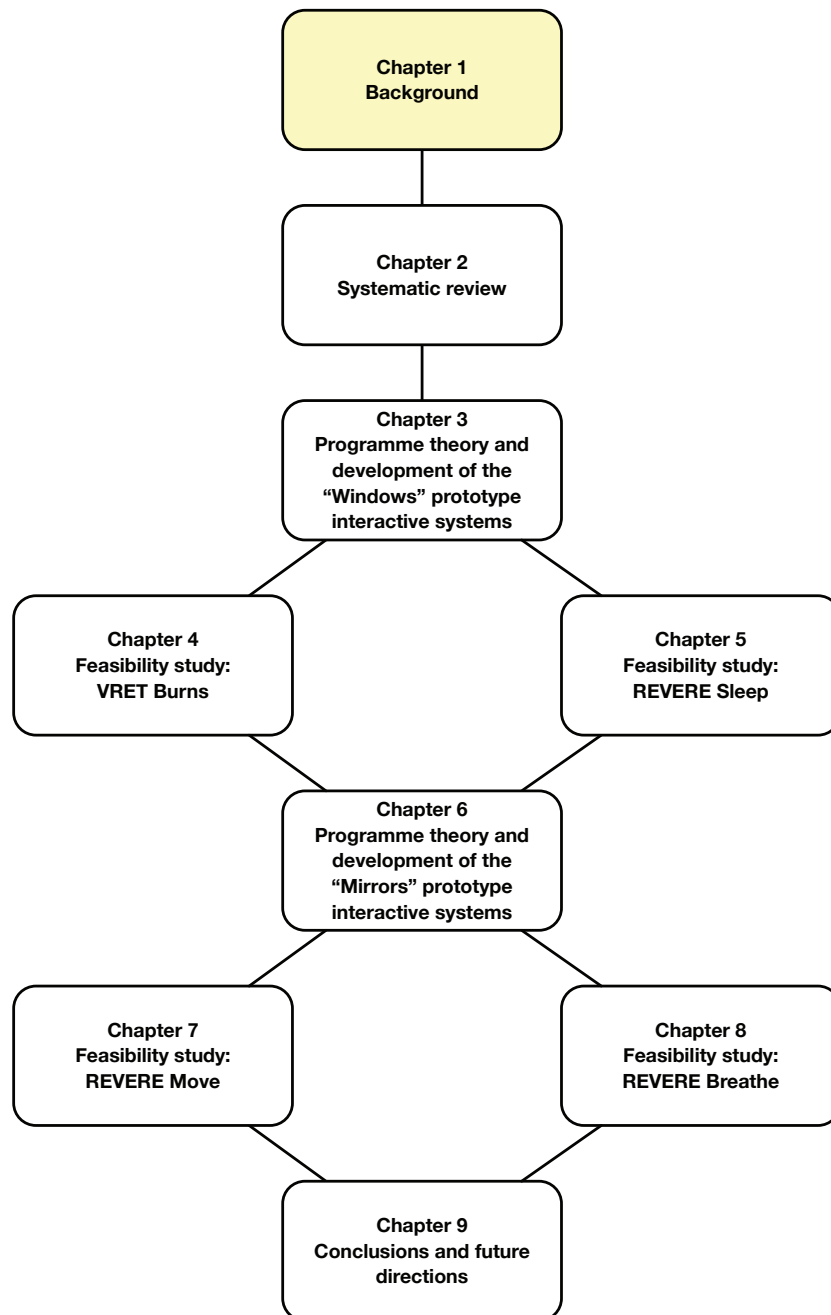 Chapter 1
Background
Chapter 2
Systematic review
Chapter 3
Programme theory and
development of the
“Windows” prototype
interactive systems
Chapter 4
Feasibility study:
VRET Burns
Chapter 5
Feasibility study:
REVERE Sleep
Chapter 6
Programme theory and
development of the
“Mirrors” prototype
interactive systems
Chapter 7
Feasibility study:
REVERE Move
Chapter 8
Feasibility study:
REVERE Breathe
Chapter 9
Conclusions and future
directions